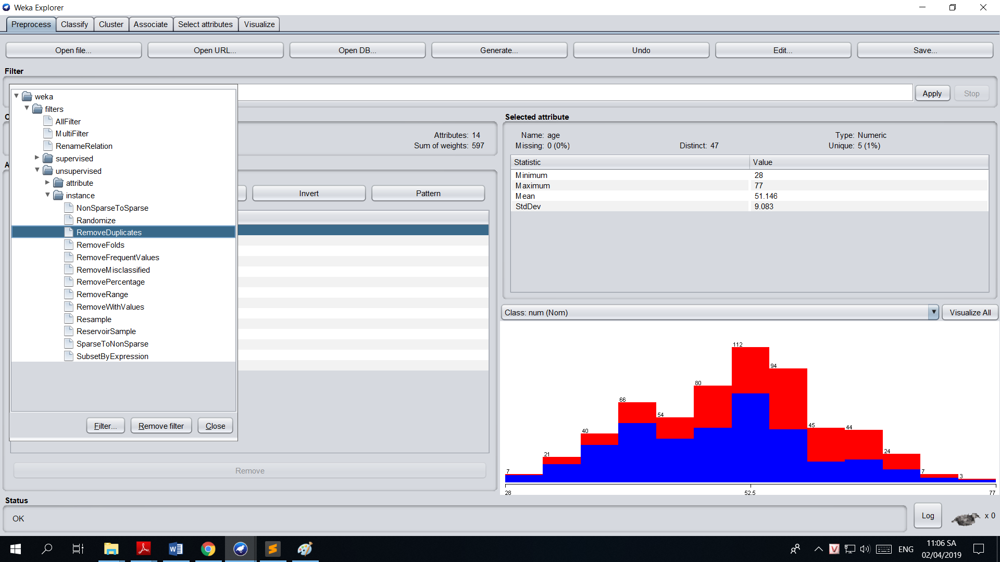 Weka Explorer
Preprocess Classify Cluster Associate Select attributes Visualize
Open file... Open URL... Open DB... Generate... Undo Edit... Save...
Filter
Apply Stop
weka
filters
AllFilter
MultiFilter
RenameRelation
supervised
unsupervised
attribute
instance
NonSparseToSparse
Randomize
RemoveDuplicates
RemoveFolds
RemoveFrequentValues
RemoveMisclassified
RemovePercentage
RemoveRange
RemoveWithValues
Resample
ReservoirSample
SparseToNonSparse
SubsetByExpression
Filter... Remove filter Close
Attributes: 14
Sum of weights: 597
Invert Pattern
Remove
Selected attribute
Name: age Type: Numeric
Missing: 0 (0%) Distinct: 47 Unique: 5 (1%)
Statistic Value
Minimum 28
Maximum 77
Mean 51.146
StdDev 9.083
Class: num (Nom) Visualize All
7 21 40 66 54 80 112 94 45 44 24 7 3
28 52.5 77
Status
OK
Log x 0
ENG
11:06 SA
02/04/2019